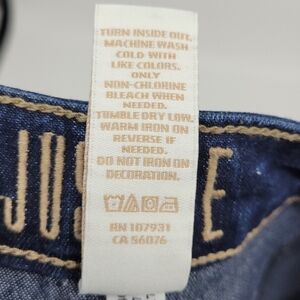 TURN INSIDE OUT.
MACHINE WASH
COLD WITH
LIKE COLORS.
ONLY
NON-CHLORINE
BLEACH WHEN
NEEDED.
TUMBLE DRY LOW.
WARM IRON ON
REVERSE IF
NEEDED.
DO NOT IRON ON
DECORATION.
JUS E
RN 107931
CA 56076